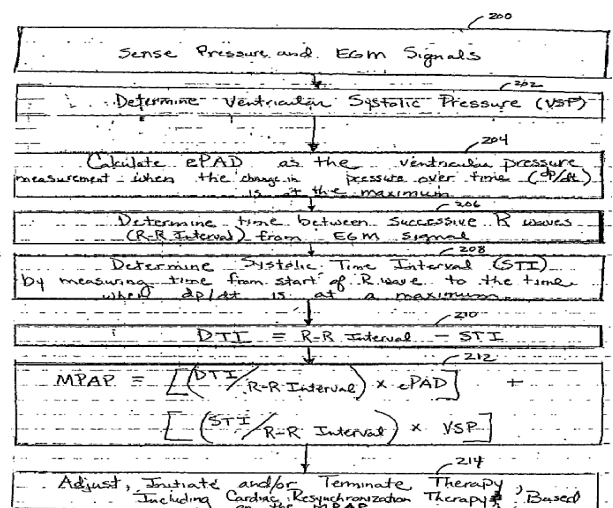 200
Sense Pressure and EGM Signals
202
Determine Ventricular Systolic Pressure (VSP)
204
Calculate ePAD as the ventricular pressure
measurement when the change in pressure over time (dp/dt)
is at the maximum
206
Determine time between successive R waves
(R-R Interval) from EGM signal
208
Determine Systolic Time Interval (STI)
by measuring time from start of R wave to the time
when dp/dt is at a maximum.
210
DTI = R-R Interval - STI
212
MPAP = [(DTI/R-R Interval) x ePAD] +
[(STI/R-R Interval) x VSP]
214
Adjust, Initiate and/or Terminate Therapy,
Including Cardiac Resynchronization Therapy, Based
on the MPAP